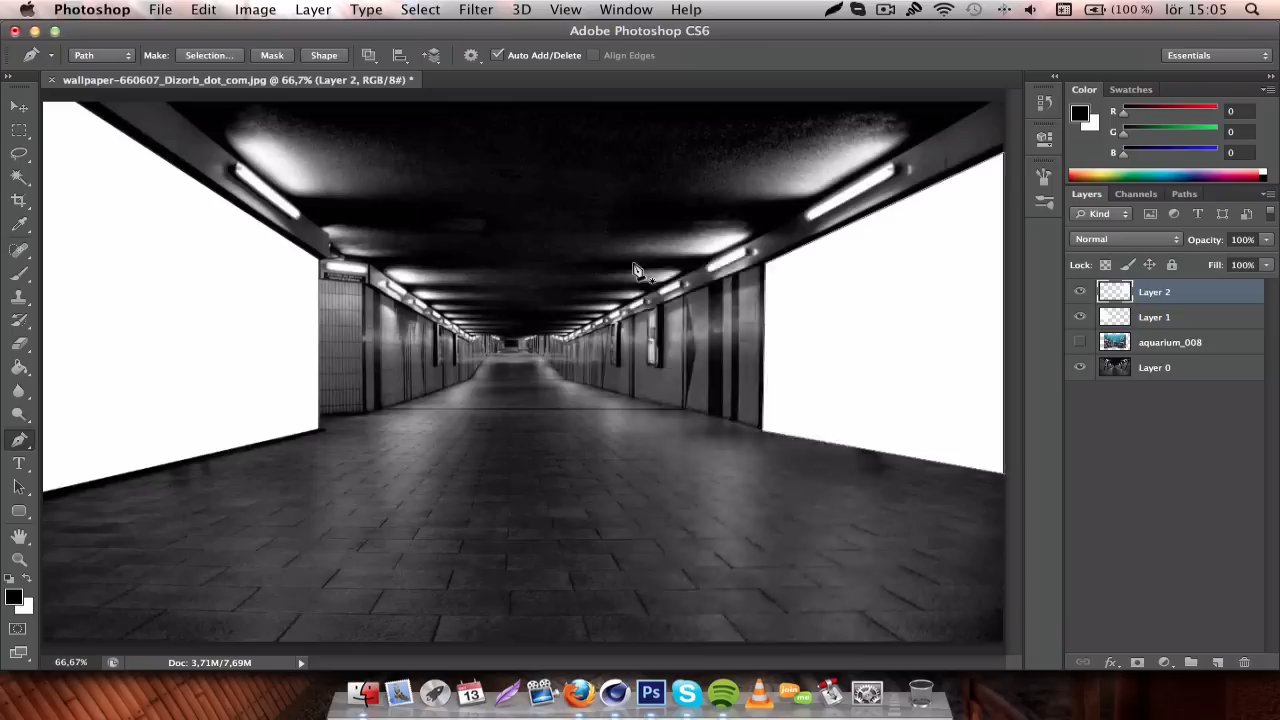 Photoshop File Edit Image Layer Type Select Filter 3D View Window Help (100 %) lör 15:05
Adobe Photoshop CS6
Path Make: Selection... Mask Shape Auto Add/Delete Align Edges Essentials
wallpaper-660607_Dizorb_dot_com.jpg @ 66,7% (Layer 2, RGB/8#) *
Color Swatches
R 0
G 0
B 0
Layers Channels Paths
Kind
Normal Opacity: 100%
Lock: Fill: 100%
Layer 2
Layer 1
aquarium_008
Layer 0
66,67% Doc: 3,71M/7,69M
13 Ps join me